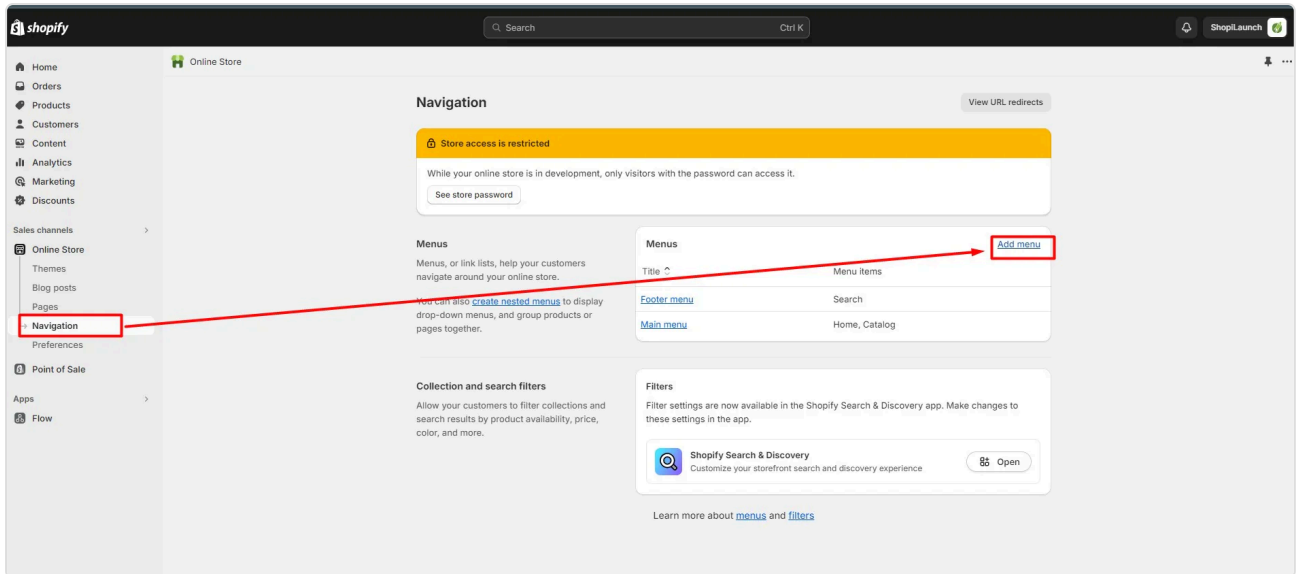 shopify
Search
Ctrl K
ShopiLaunch
Home
Orders
Products
Customers
Content
Analytics
Marketing
Discounts
Sales channels
Online Store
Themes
Blog posts
Pages
Navigation
Preferences
Point of Sale
Apps
Flow
Online Store
Navigation
View URL redirects
Store access is restricted
While your online store is in development, only visitors with the password can access it.
See store password
Menus
Menus, or link lists, help your customers
navigate around your online store.
You can also create nested menus to display
drop-down menus, and group products or
pages together.
Menus
Add menu
Title
Menu items
Footer menu
Search
Main menu
Home, Catalog
Collection and search filters
Allow your customers to filter collections and
search results by product availability, price,
color, and more.
Filters
Filter settings are now available in the Shopify Search & Discovery app. Make changes to
these settings in the app.
Shopify Search & Discovery
Customize your storefront search and discovery experience
Open
Learn more about menus and filters